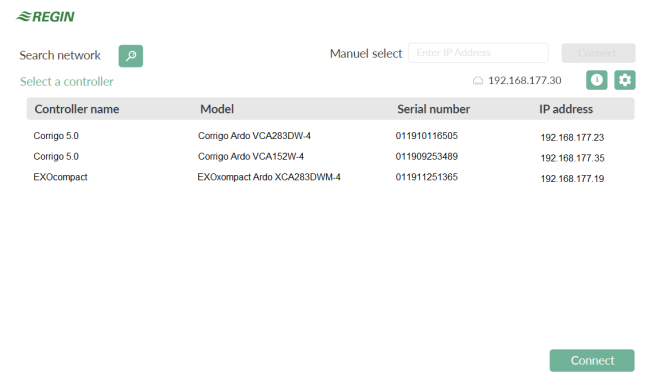 REGIN
Search network Manuel select Enter IP Address Connect
Select a controller 192.168.177.30
Controller name Model Serial number IP address
Corrigo 5.0 Corrigo Ardo VCA283DW-4 011910116505 192.168.177.23
Corrigo 5.0 Corrigo Ardo VCA152W-4 011909253489 192.168.177.35
EXOcompact EXOxompact Ardo XCA283DWM-4 011911251365 192.168.177.19
Connect